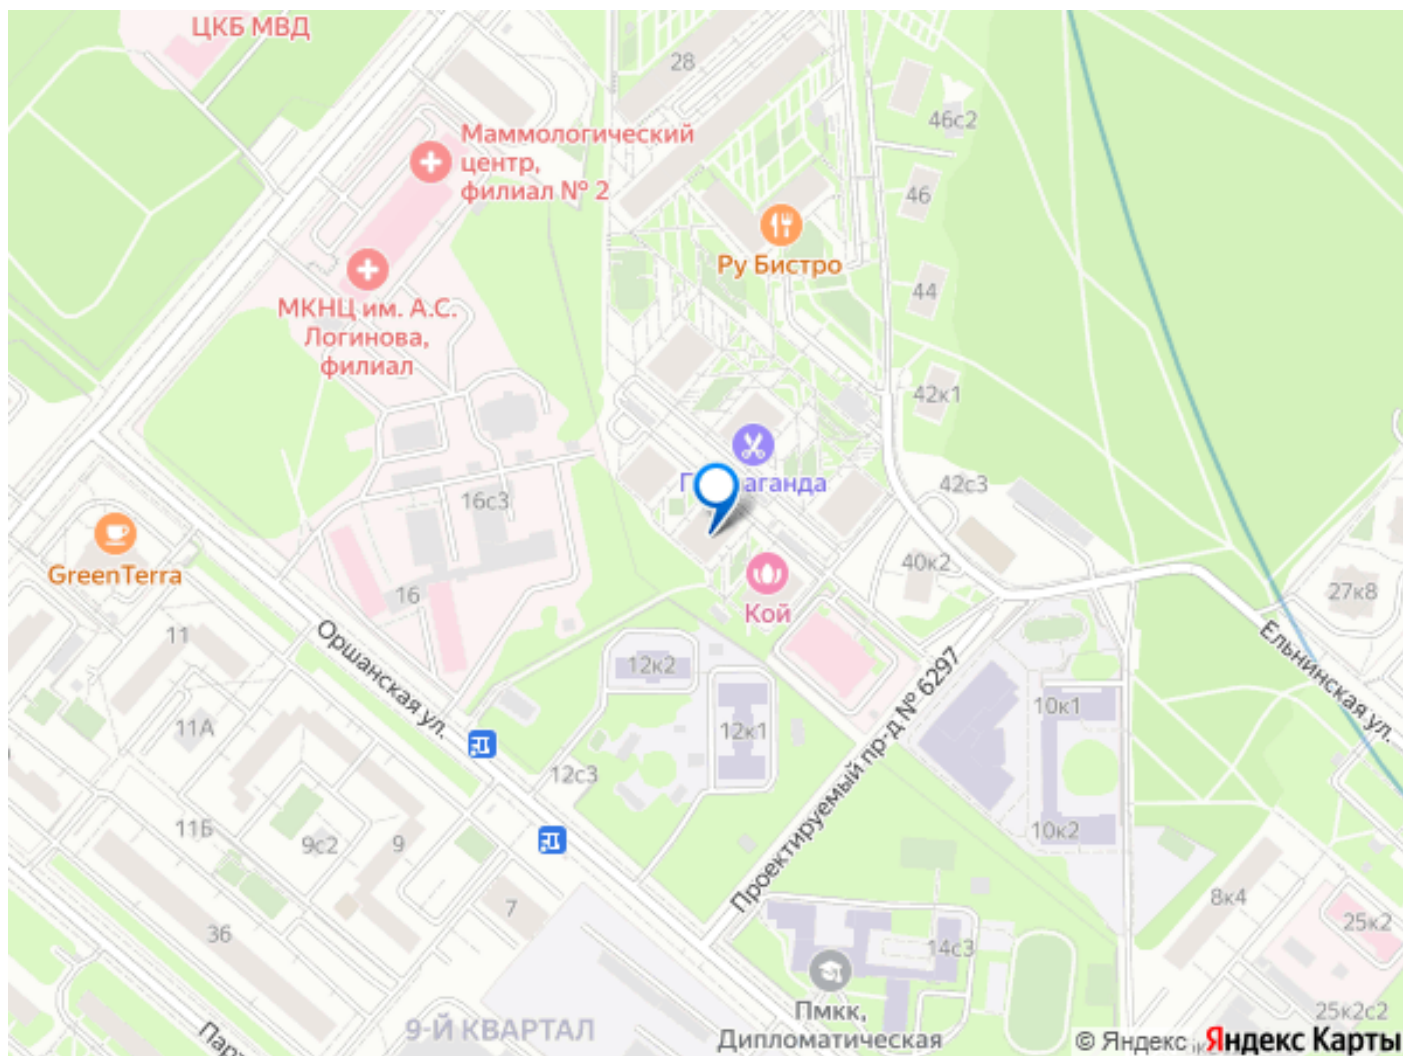 ЦКБ МВД
28
46с2
Маммологический
центр,
филиал № 2
46
Ру Бистро
44
МКНЦ им. А.С.
Логинова,
филиал
42к1
42с3
16с3
GreenTerra
40к2
27к8
16
Кой
11
Оршанская ул.
12к2
Ельнинская ул.
Проектируемый пр-д № 6297
10к1
11А
12к1
12с3
11Б
9с2
9
10к2
7
8к4
25к2
36
14с3
Пмкк,
Дипломатическая
9-Й КВАРТАЛ
25к2с2
© Яндекс
Яндекс Карты